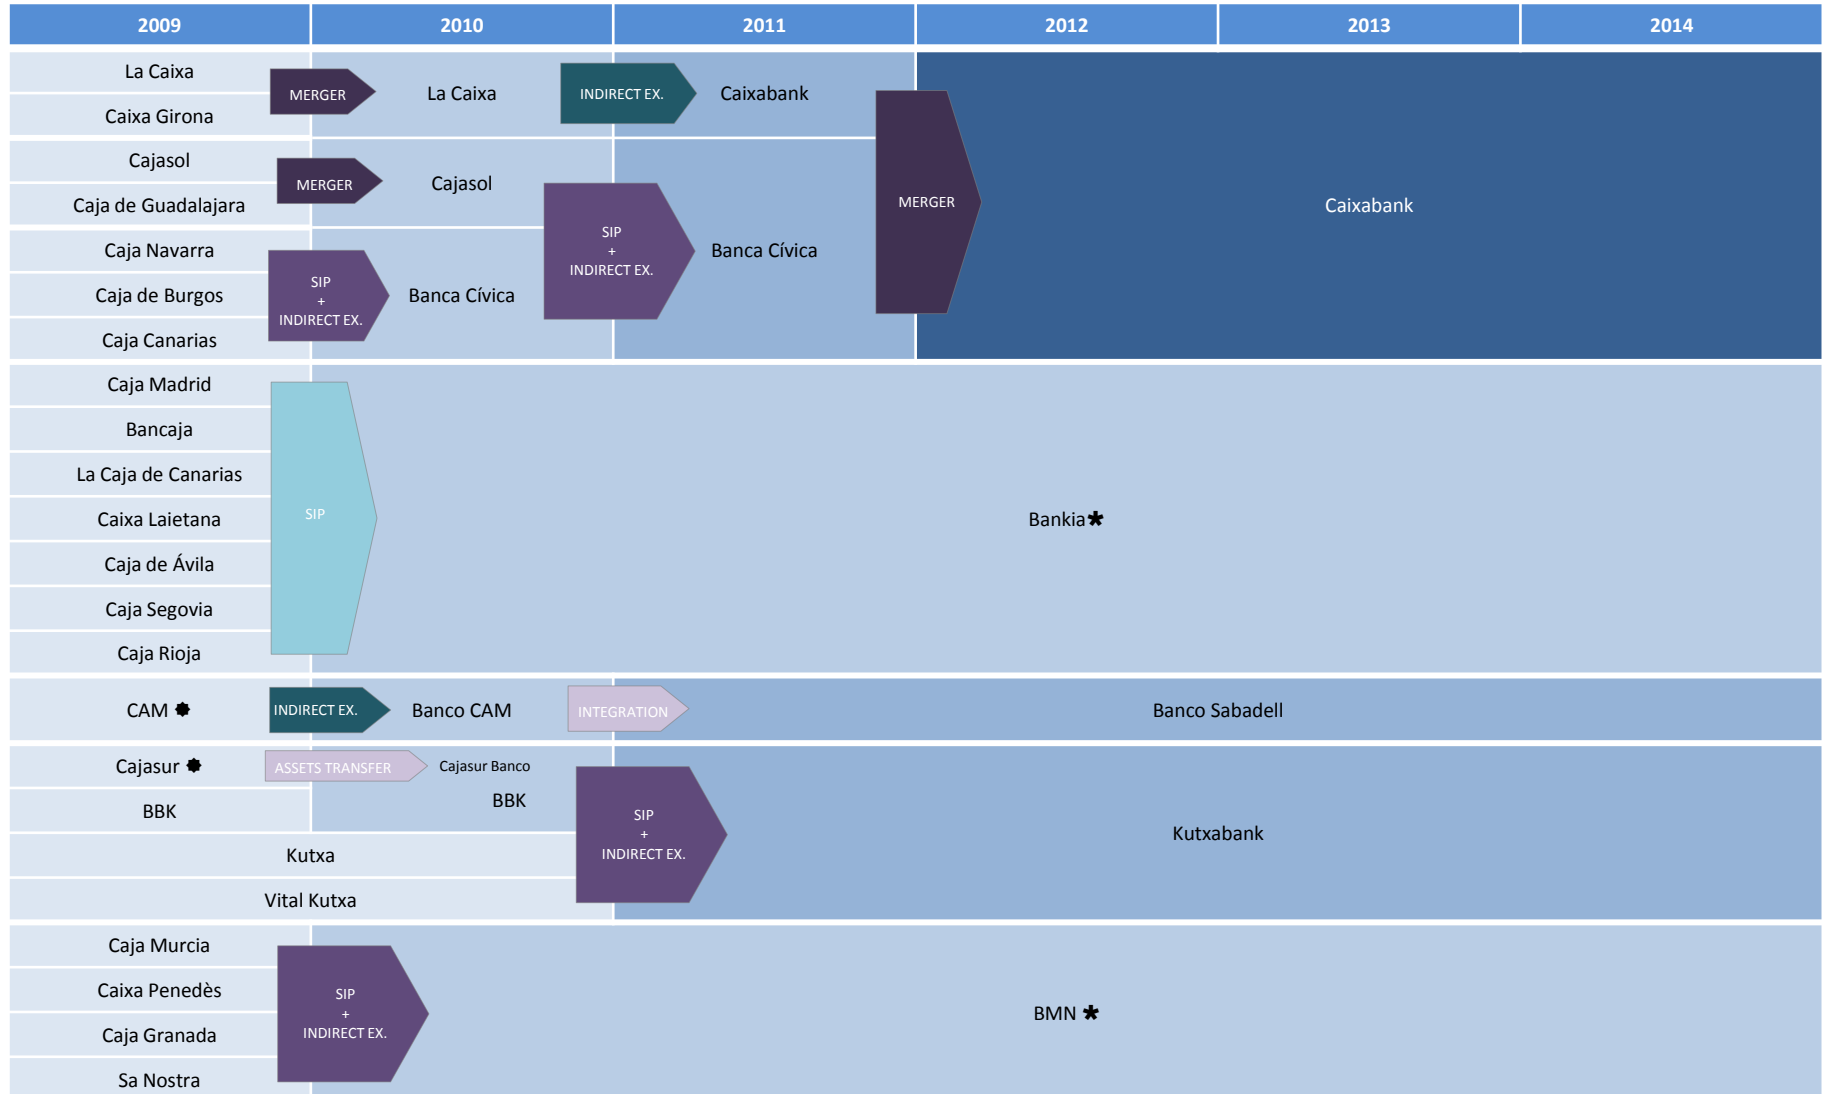 2009 2010 2011 2012 2013 2014
La Caixa
Caixa Girona
MERGER
La Caixa
INDIRECT EX.
Caixabank
Cajasol
Caja de Guadalajara
MERGER
Cajasol
Caja Navarra
Caja de Burgos
Caja Canarias
SIP
+
INDIRECT EX.
Banca Cívica
SIP
+
INDIRECT EX.
Banca Cívica
MERGER
Caixabank
Caja Madrid
Bancaja
La Caja de Canarias
Caixa Laietana
Caja de Ávila
Caja Segovia
Caja Rioja
SIP
Bankia*
CAM
INDIRECT EX.
Banco CAM
INTEGRATION
Banco Sabadell
Cajasur
ASSETS TRANSFER
Cajasur Banco
BBK
BBK
Kutxa
Vital Kutxa
SIP
+
INDIRECT EX.
Kutxabank
Caja Murcia
Caixa Penedès
Caja Granada
Sa Nostra
SIP
+
INDIRECT EX.
BMN *